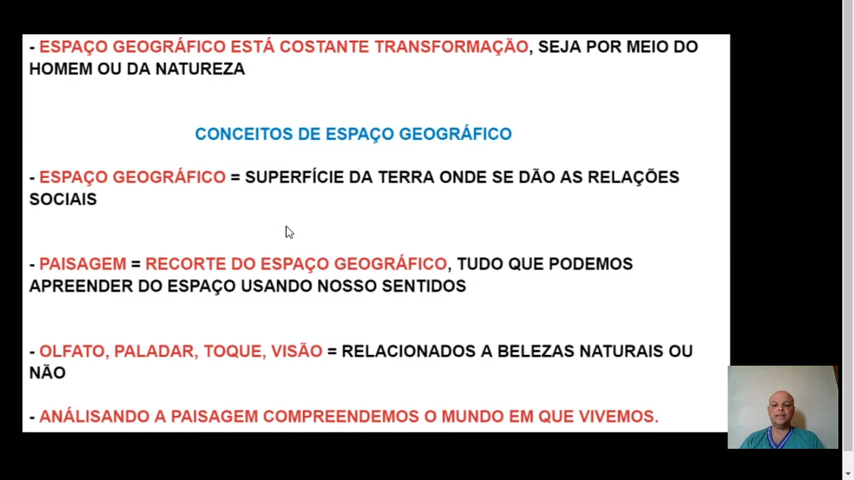 - ESPAÇO GEOGRÁFICO ESTÁ COSTANTE TRANSFORMAÇÃO, SEJA POR MEIO DO
HOMEM OU DA NATUREZA
CONCEITOS DE ESPAÇO GEOGRÁFICO
- ESPAÇO GEOGRÁFICO = SUPERFÍCIE DA TERRA ONDE SE DÃO AS RELAÇÕES
SOCIAIS
- PAISAGEM = RECORTE DO ESPAÇO GEOGRÁFICO, TUDO QUE PODEMOS
APREENDER DO ESPAÇO USANDO NOSSO SENTIDOS
- OLFATO, PALADAR, TOQUE, VISÃO = RELACIONADOS A BELEZAS NATURAIS OU
NÃO
- ANÁLISANDO A PAISAGEM COMPREENDEMOS O MUNDO EM QUE VIVEMOS.